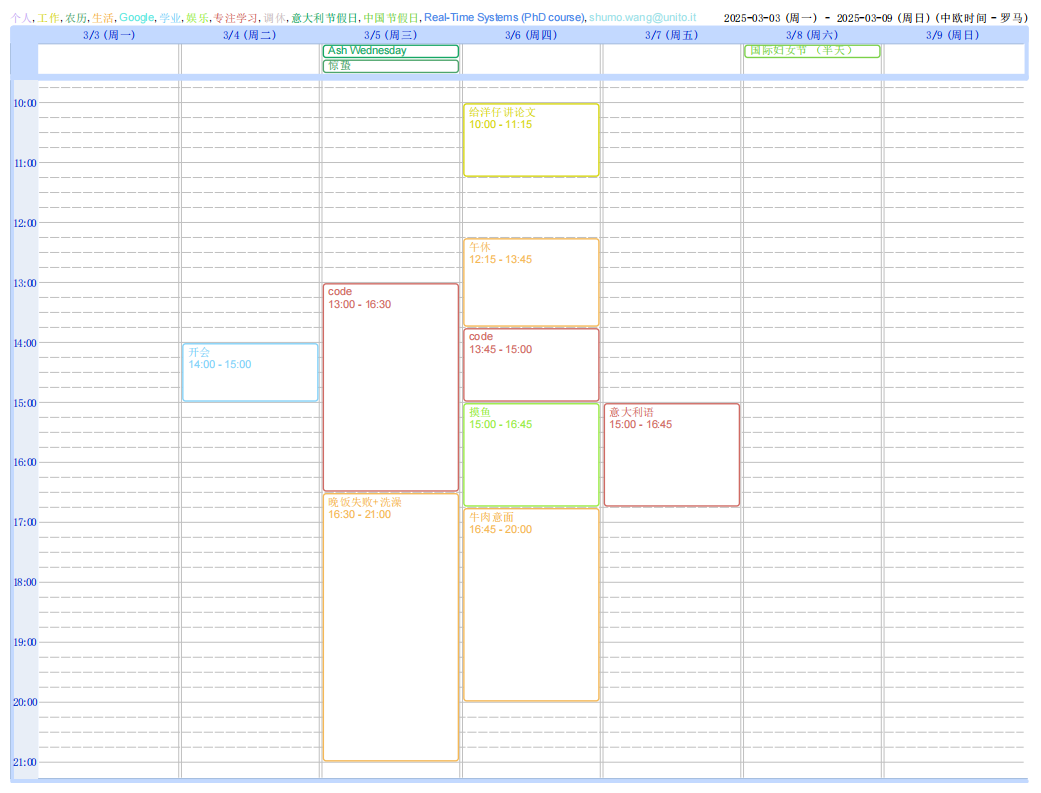 个人, 工作, 农历, 生活, Google, 学业, 娱乐, 专注学习, 调休, 意大利节假日, 中国节假日, Real-Time Systems (PhD course), shumo.wang@unito.it 2025-03-03 (周一) - 2025-03-09 (周日) (中欧时间 - 罗马)
3/3 (周一) 3/4 (周二) 3/5 (周三) 3/6 (周四) 3/7 (周五) 3/8 (周六) 3/9 (周日)
Ash Wednesday
国际妇女节 (半天)
惊蛰
10:00
给洋仔讲论文
10:00 - 11:15
11:00
12:00
午休
12:15 - 13:45
13:00
code
13:00 - 16:30
code
13:45 - 15:00
14:00
开会
14:00 - 15:00
15:00
摸鱼
15:00 - 16:45
意大利语
15:00 - 16:45
16:00
晚饭失败+洗澡
16:30 - 21:00
17:00
牛肉意面
16:45 - 20:00
18:00
19:00
20:00
21:00